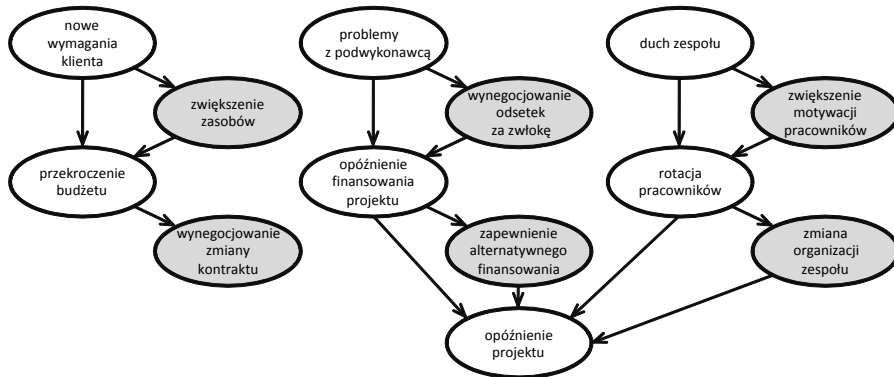 nowe
wymagania
klienta
problemy
z podwykonawcą
duch zespołu
zwiększenie
zasobów
wynegocjowanie
odsetek
za zwłokę
zwiększenie
motywacji
pracowników
przekroczenie
budżetu
opóźnienie
finansowania
projektu
rotacja
pracowników
wynegocjowanie
zmiany
kontraktu
zapewnienie
alternatywnego
finansowania
zmiana
organizacji
zespołu
opóźnienie
projektu